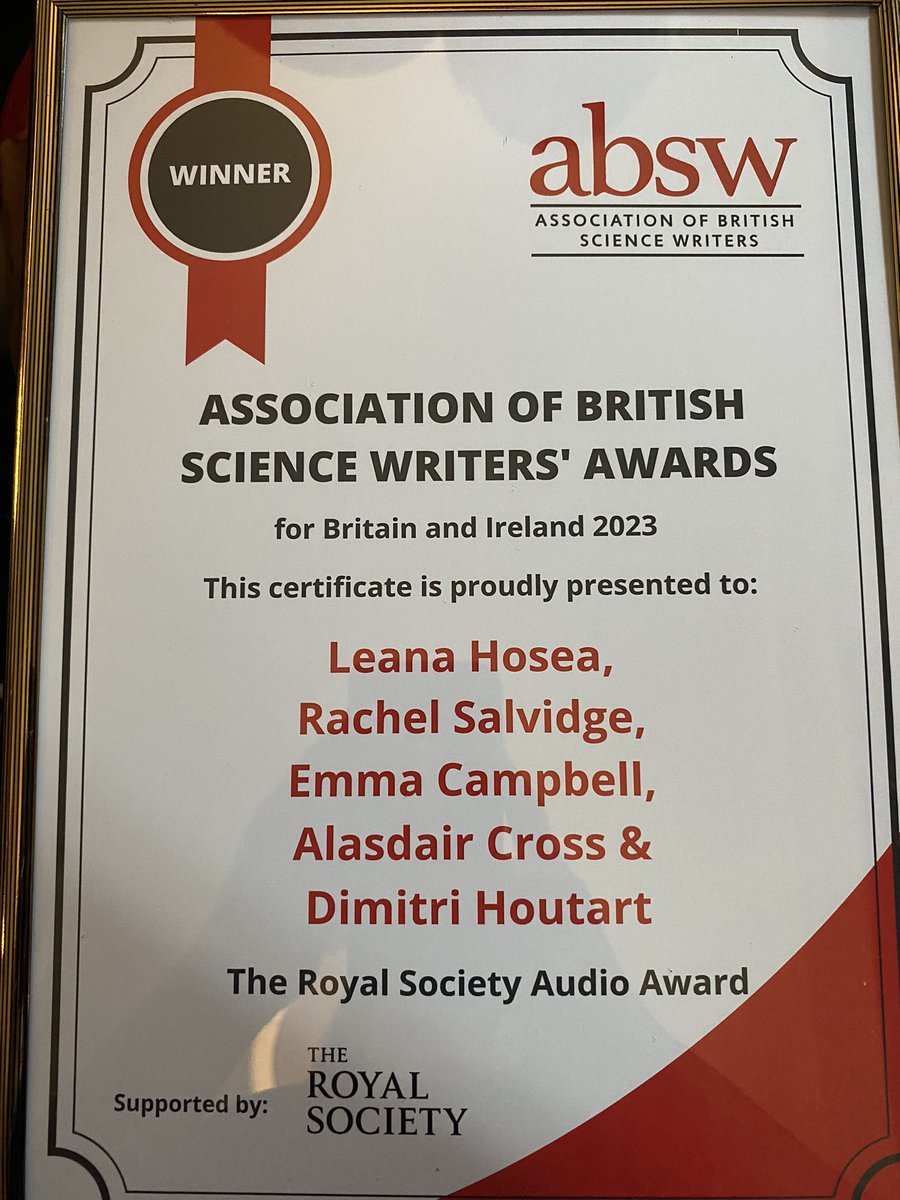 WINNER
absw
ASSOCIATION OF BRITISH
SCIENCE WRITERS
ASSOCIATION OF BRITISH
SCIENCE WRITERS' AWARDS
for Britain and Ireland 2023
This certificate is proudly presented to:
Leana Hosea,
Rachel Salvidge,
Emma Campbell,
Alasdair Cross &
Dimitri Houtart
The Royal Society Audio Award
Supported by:
THE
ROYAL
SOCIETY